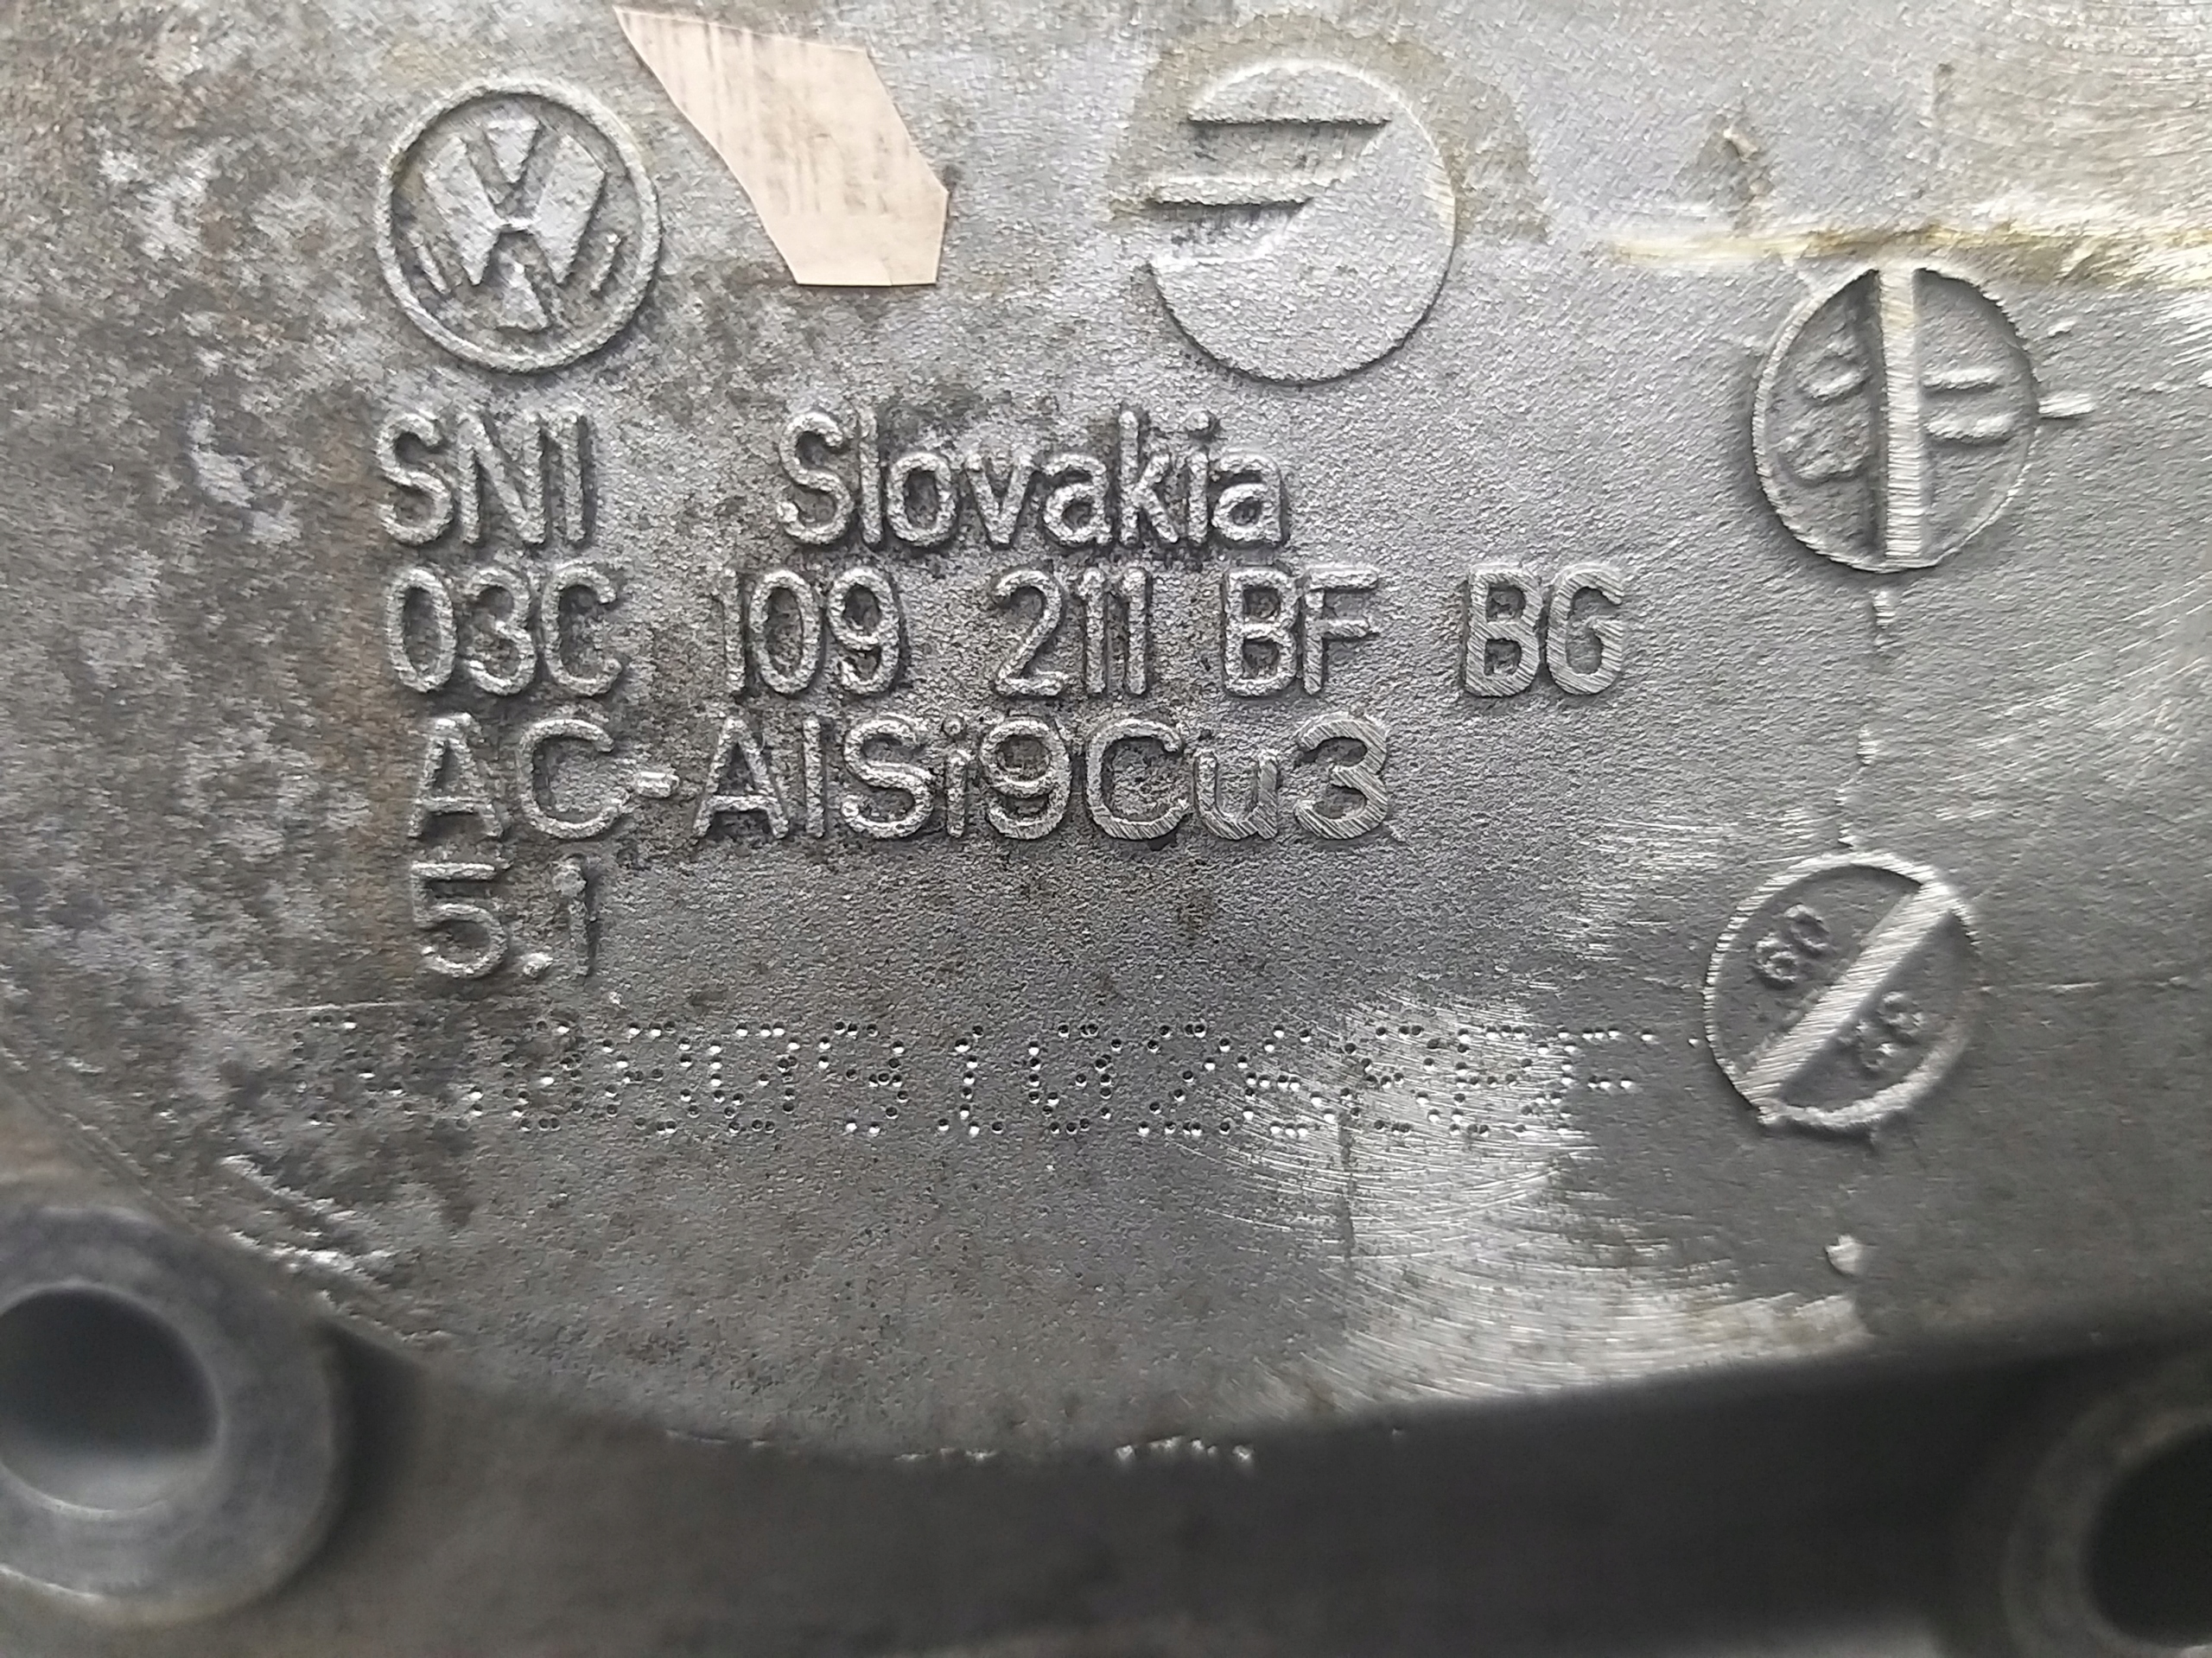 SNI Slovakia
03C 109 211 BF BG
AC-AlSi9Cu3
5.1